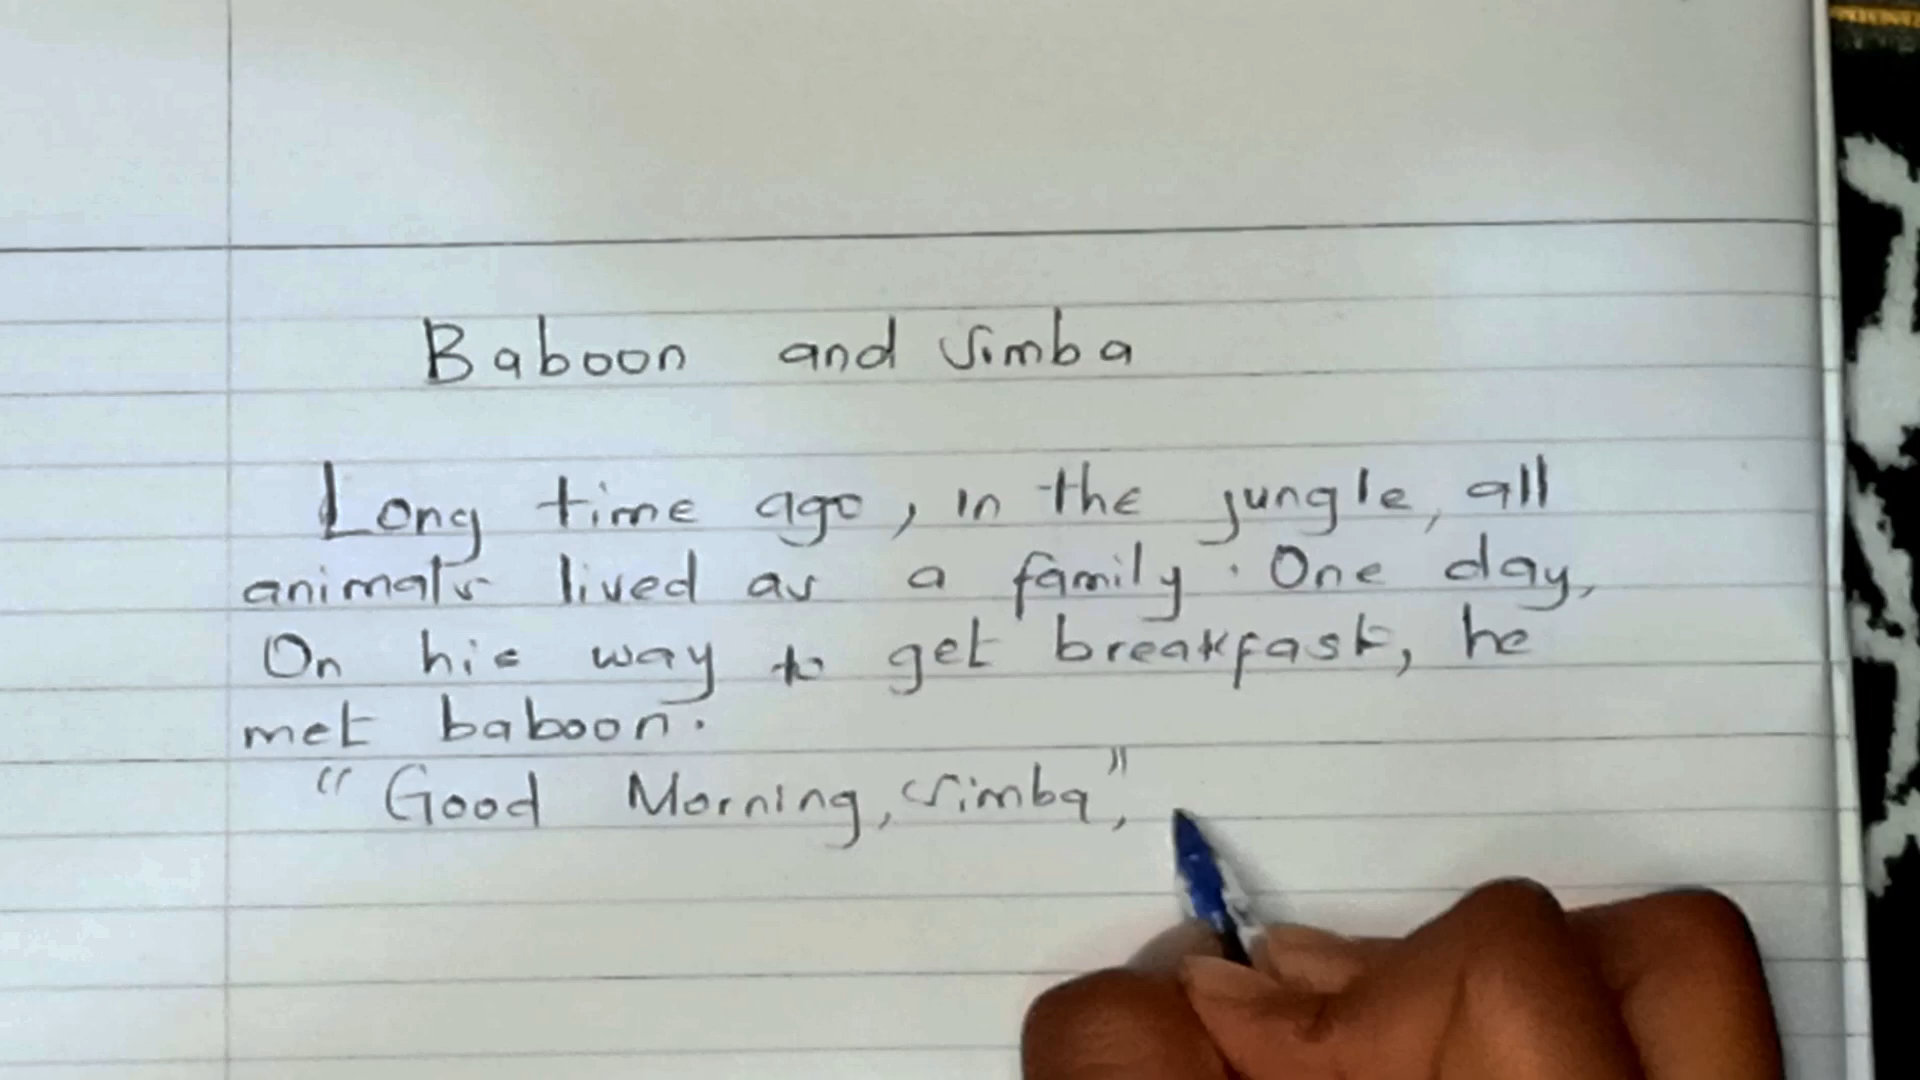 Baboon and Simba
Long time ago, in the jungle, all
animals lived as a family. One day,
On his way to get breakfast, he
met baboon.
"Good Morning, Simba",